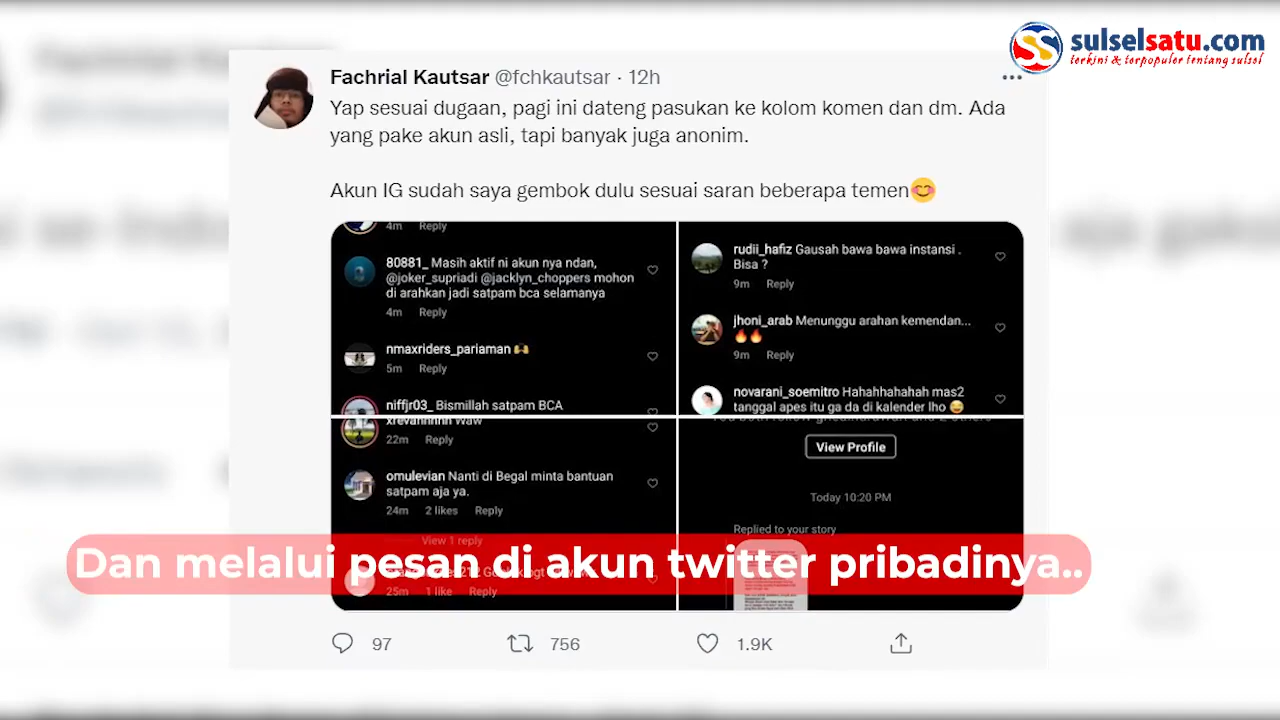 sulselsatu.com
terkini & terpopuler tentang sulsel
Fachrial Kautsar @fchkautsar · 12h
Yap sesuai dugaan, pagi ini dateng pasukan ke kolom komen dan dm. Ada
yang pake akun asli, tapi banyak juga anonim.
Akun IG sudah saya gembok dulu sesuai saran beberapa temen😊
4m Reply
80881_ Masih aktif ni akun nya ndan,
@joker_supriadi @jacklyn_choppers mohon
di arahkan jadi satpam bca selamanya
4m Reply
nmaxriders_pariaman 🙌
5m Reply
niffjr03_ Bismillah satpam BCA
rudii_hafiz Gausah bawa bawa instansi .
Bisa ?
9m Reply
jhoni_arab Menunggu arahan kemendan...
🔥🔥
9m Reply
novarani_soemitro Hahahhahahah mas2
tanggal apes itu ga da di kalender lho 😂
22m Reply
omulevian Nanti di Begal minta bantuan
satpam aja ya.
24m 2 likes Reply
View 1 reply
25m 1 like Reply
View Profile
Today 10:20 PM
Replied to your story
Dan melalui pesan di akun twitter pribadinya..
97 756 1.9K